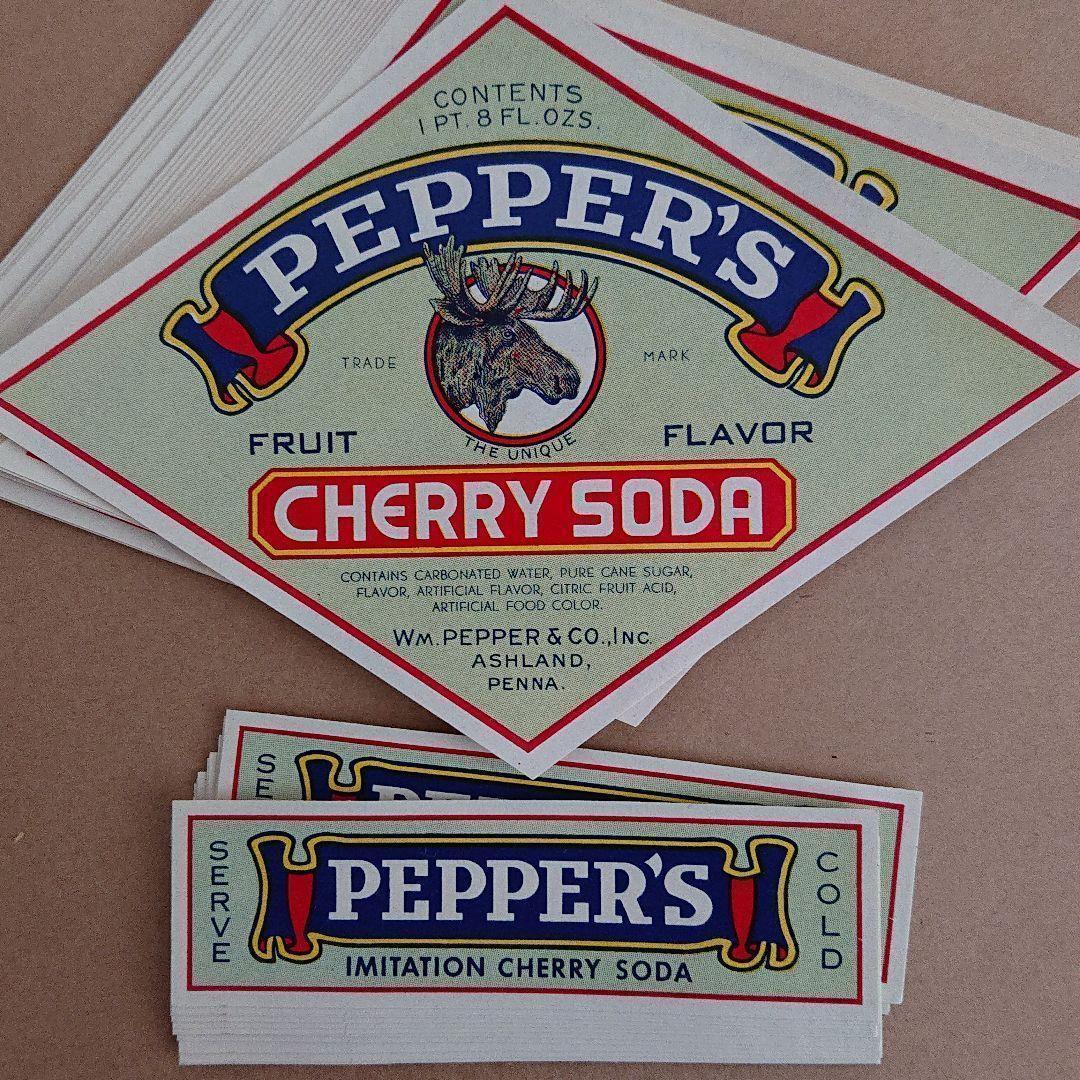 CONTENTS
1 PT. 8 FL. OZS.
PEPPER'S
TRADE MARK
THE UNIQUE
FRUIT FLAVOR
CHERRY SODA
CONTAINS CARBONATED WATER, PURE CANE SUGAR,
FLAVOR, ARTIFICIAL FLAVOR, CITRIC FRUIT ACID,
ARTIFICIAL FOOD COLOR.
WM. PEPPER & CO., INC.
ASHLAND,
PENNA.
SERVE
PEPPER'S
COLD
IMITATION CHERRY SODA